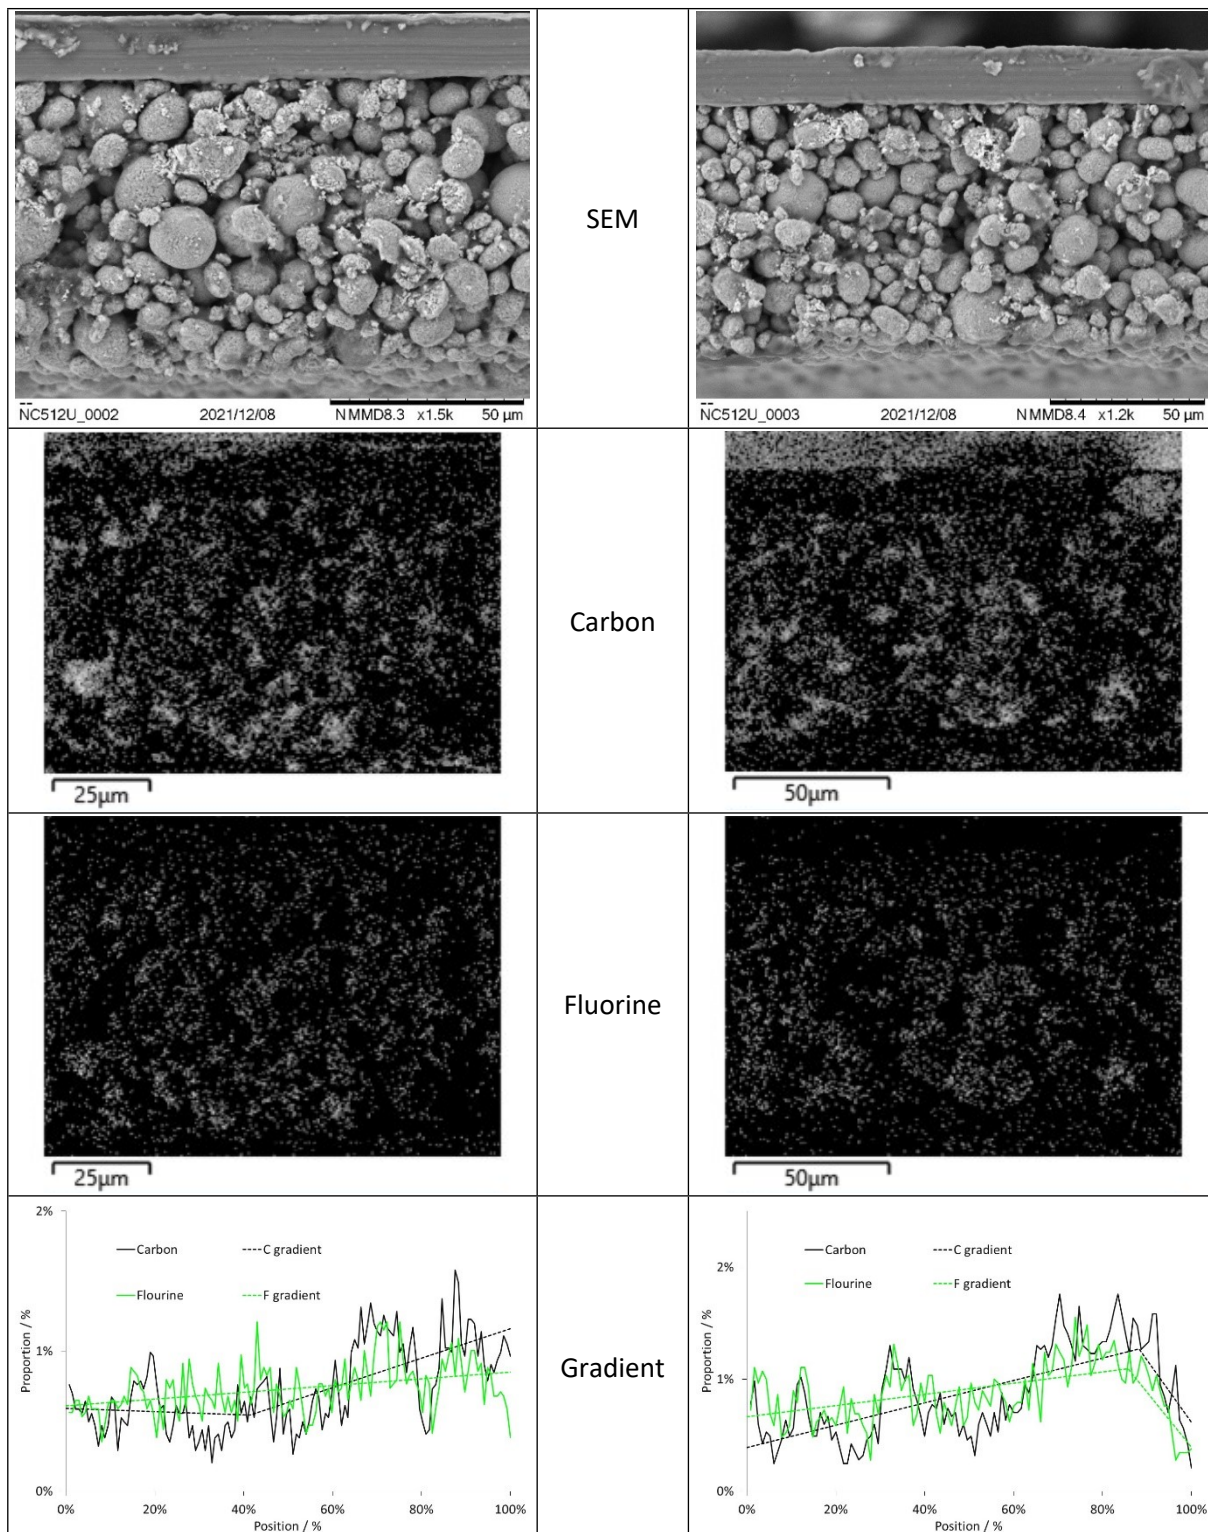 SEM
NC512U_0002 2021/12/08 N MMD8.3 x1.5k 50 µm
NC512U_0003 2021/12/08 N MMD8.4 x1.2k 50 µm
Carbon
25µm
50µm
Fluorine
25µm
50µm
Gradient
2%
1%
0%
Proportion / %
Carbon
C gradient
Flourine
F gradient
0% 20% 40% 60% 80% 100%
Position / %
2%
1%
0%
Proportion / %
Carbon
C gradient
Flourine
F gradient
0% 20% 40% 60% 80% 100%
Position / %